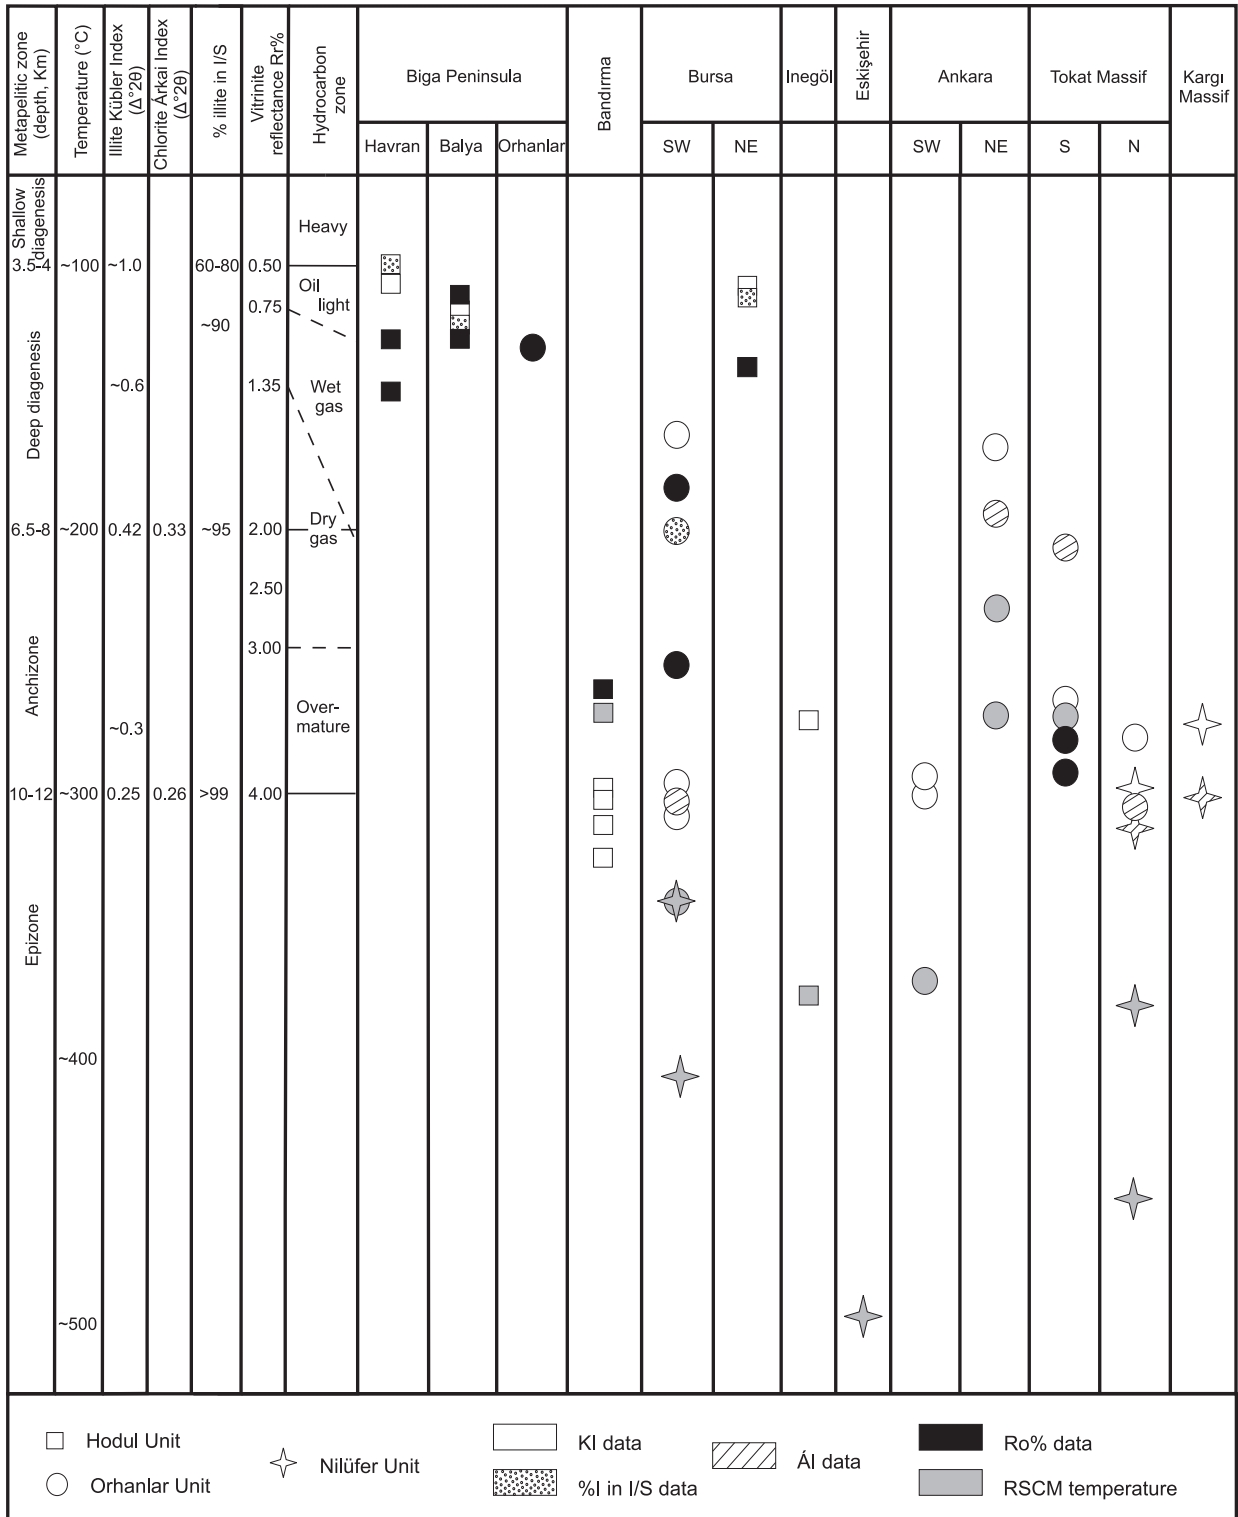 Metapelitic zone
(depth, Km)
Temperature (°C)
Illite Kübler Index
(Δ°2θ)
Chlorite Árkai Index
(Δ°2θ)
% illite in I/S
Vitrinite
reflectance Rr%
Hydrocarbon
zone
Biga Peninsula
Havran
Balya
Orhanlar
Bandırma
Bursa
SW
NE
Inegöl
Eskişehir
Ankara
SW
NE
Tokat Massif
S
N
Kargı
Massif
Shallow
diagenesis
Heavy
3.5-4
~100
~1.0
60-80
0.50
Oil
light
0.75
~90
Deep diagenesis
~0.6
1.35
Wet
gas
6.5-8
~200
0.42
0.33
~95
2.00
Dry
gas
2.50
Anchizone
3.00
~0.3
Over-
mature
10-12
~300
0.25
0.26
>99
4.00
Epizone
~400
~500
Hodul Unit
Orhanlar Unit
Nilüfer Unit
KI data
%I in I/S data
ÁI data
Ro% data
RSCM temperature